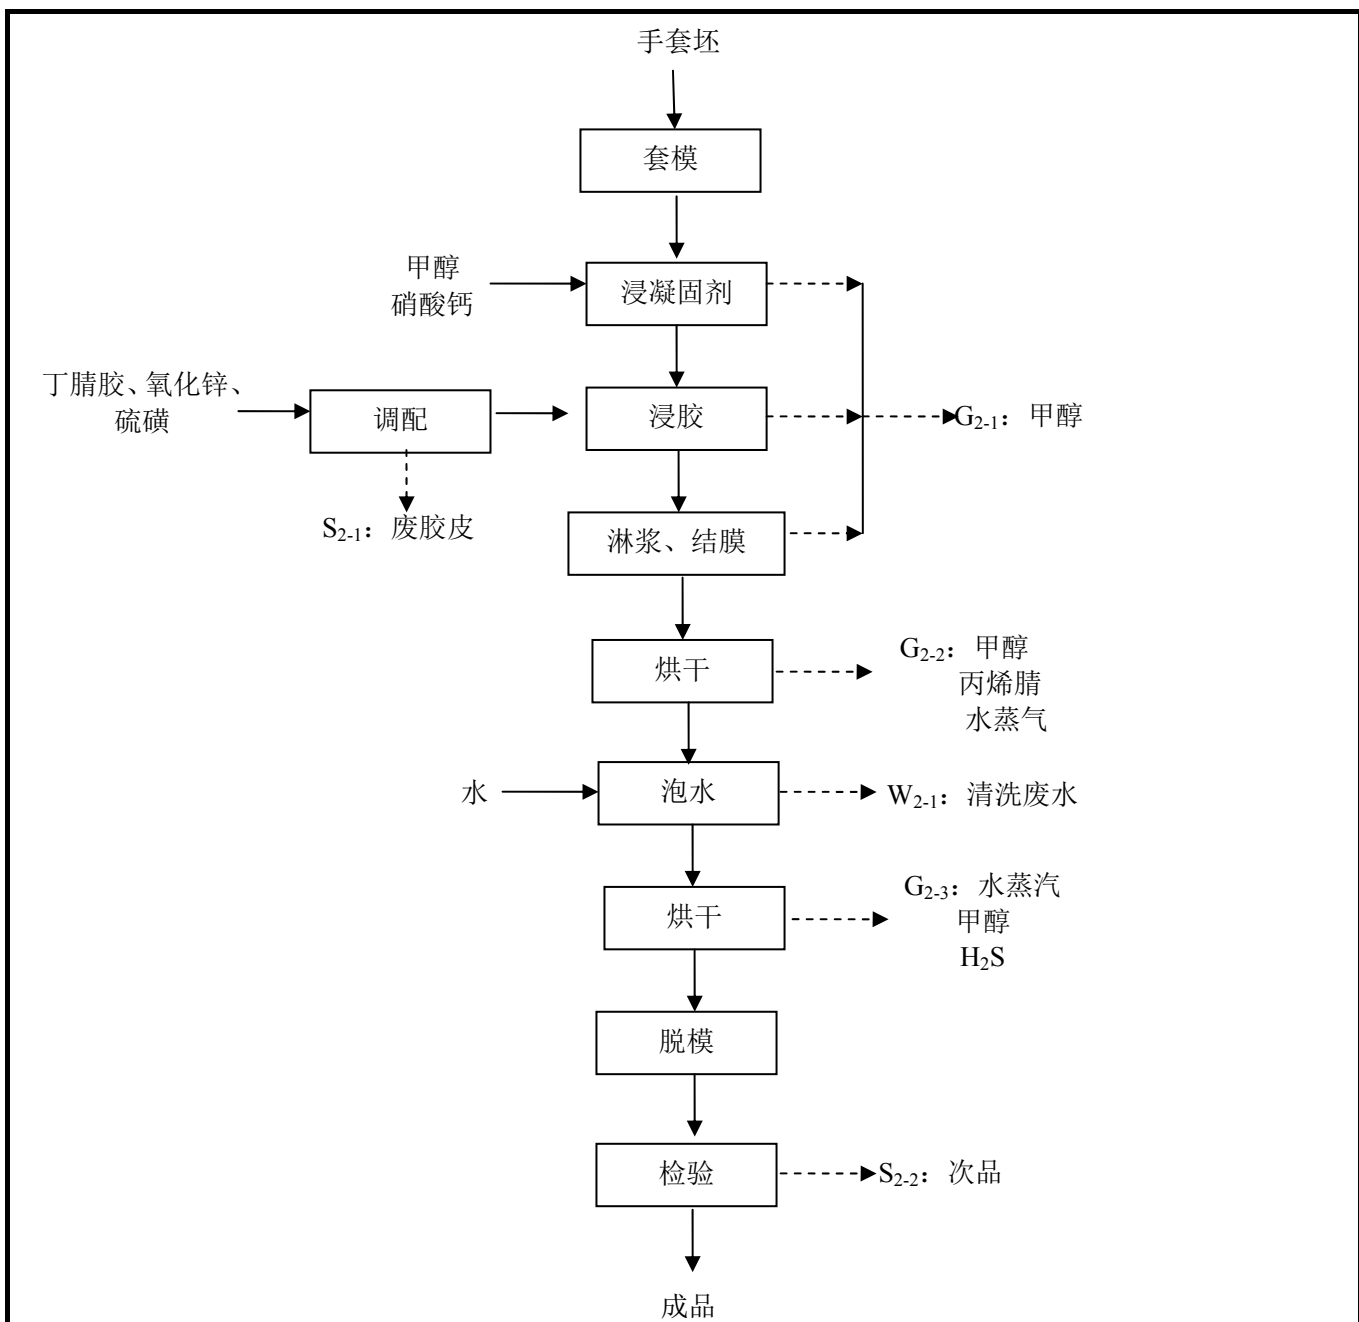 手套坯
套模
甲醇
硝酸钙
浸凝固剂
丁腈胶、氧化锌、
硫磺
调配
浸胶
G2-1：甲醇
S2-1：废胶皮
淋浆、结膜
烘干
G2-2：甲醇
丙烯腈
水蒸气
水
泡水
W2-1：清洗废水
烘干
G2-3：水蒸汽
甲醇
H2S
脱模
检验
S2-2：次品
成品